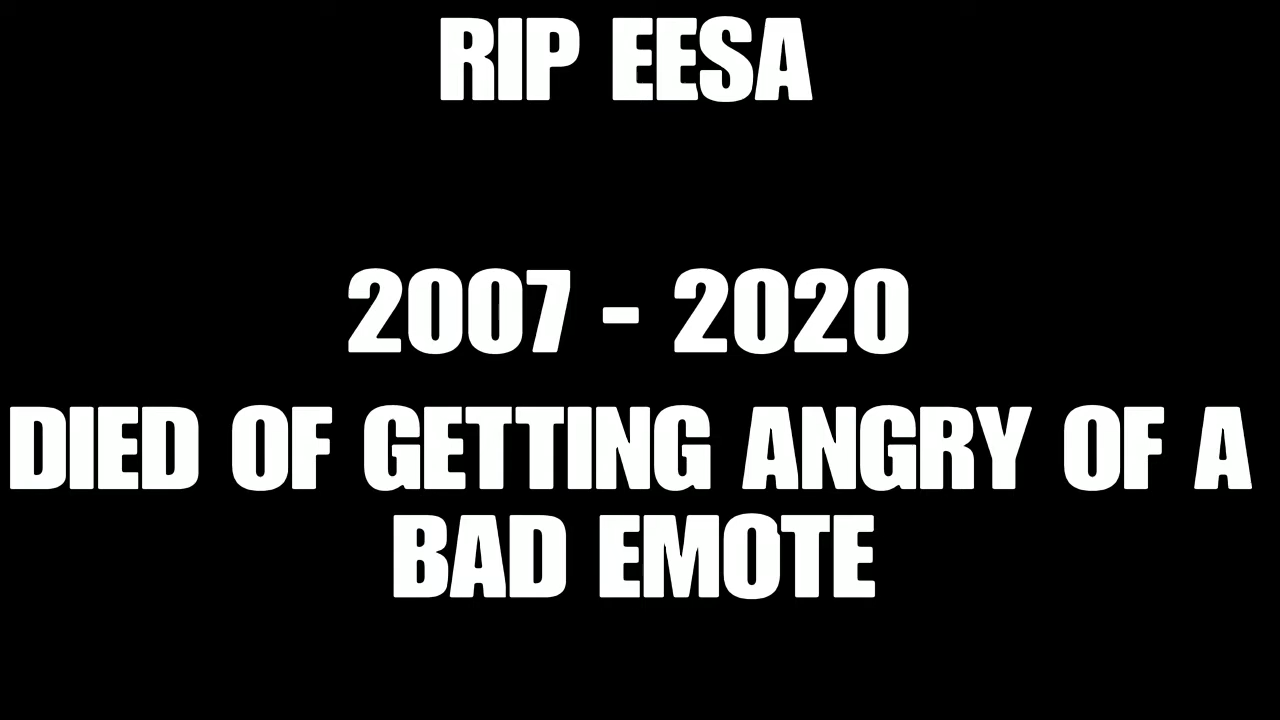 RIP EESA
2007 - 2020
DIED OF GETTING ANGRY OF A
BAD EMOTE